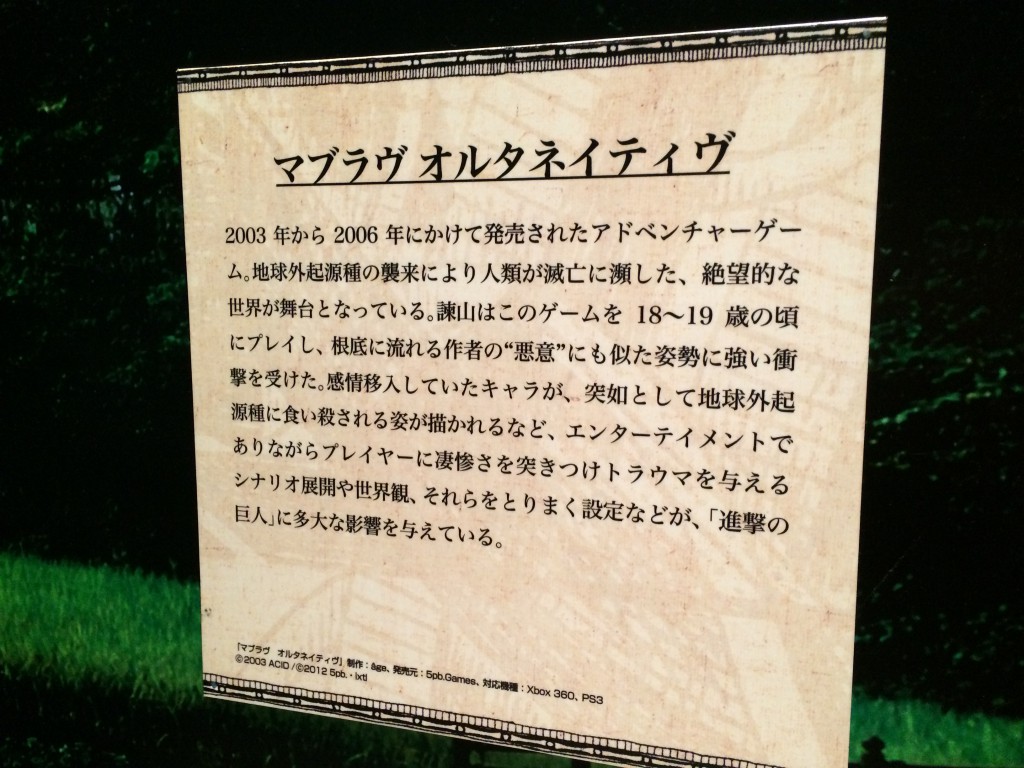 マブラヴ オルタネイティヴ
2003 年から 2006 年にかけて発売されたアドベンチャーゲー
ム。地球外起源種の襲来により人類が滅亡に瀕した、絶望的な
世界が舞台となっている。諫山はこのゲームを 18〜19 歳の頃
にプレイし、根底に流れる作者の“悪意”にも似た姿勢に強い衝
撃を受けた。感情移入していたキャラが、突如として地球外起
源種に食い殺される姿が描かれるなど、エンターテイメントで
ありながらプレイヤーに凄惨さを突きつけトラウマを与える
シナリオ展開や世界観、それらをとりまく設定などが、「進撃の
巨人」に多大な影響を与えている。
『マブラヴ オルタネイティヴ』制作：âge、発売元：5pb.Games、対応機種：Xbox 360、PS3
©2003 ACID /©2012 5pb.・ixtl